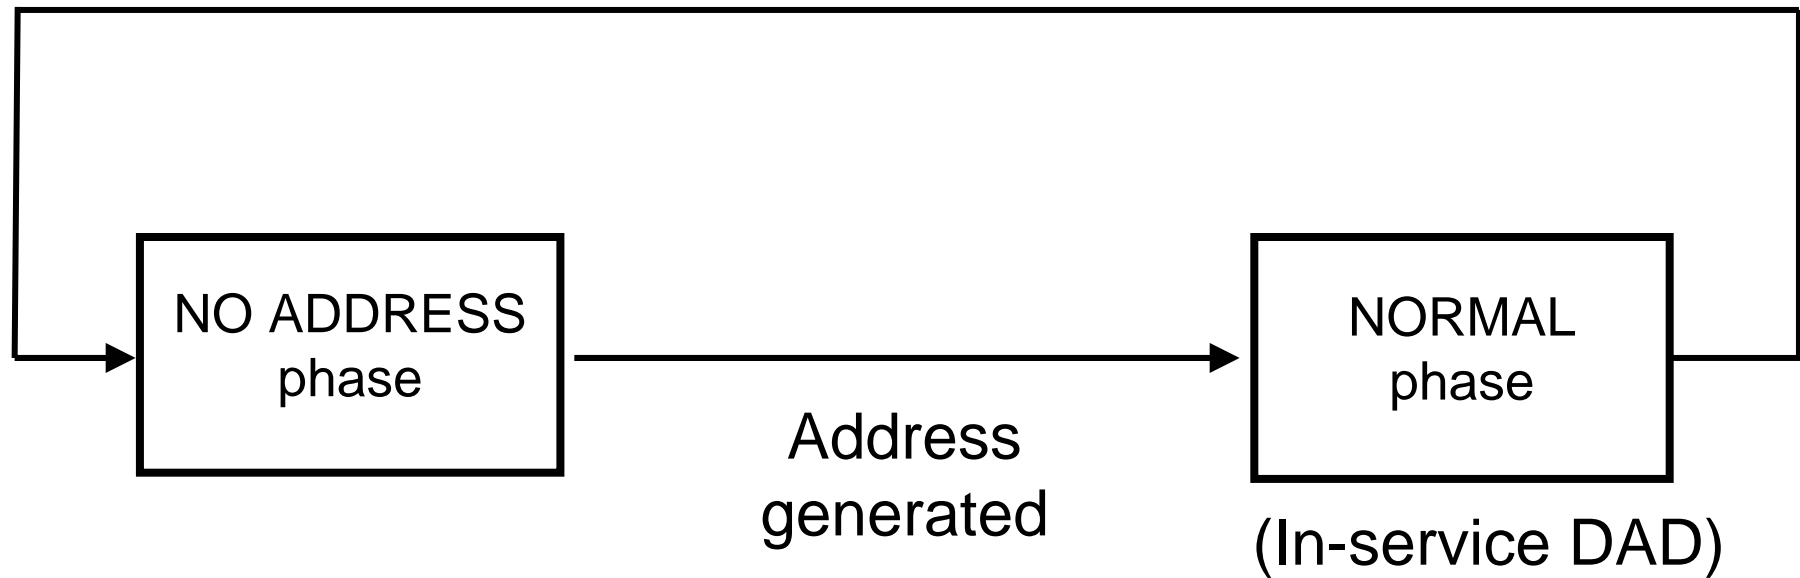 NO ADDRESS
phase
Address
generated
NORMAL
phase
(In-service DAD)